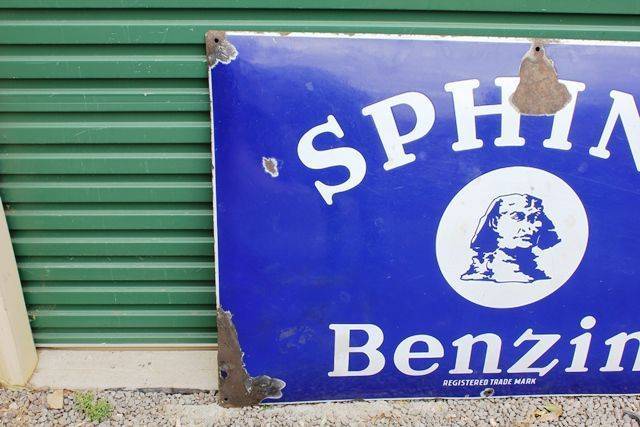 SPHIN
Benzin
REGISTERED TRADE MARK